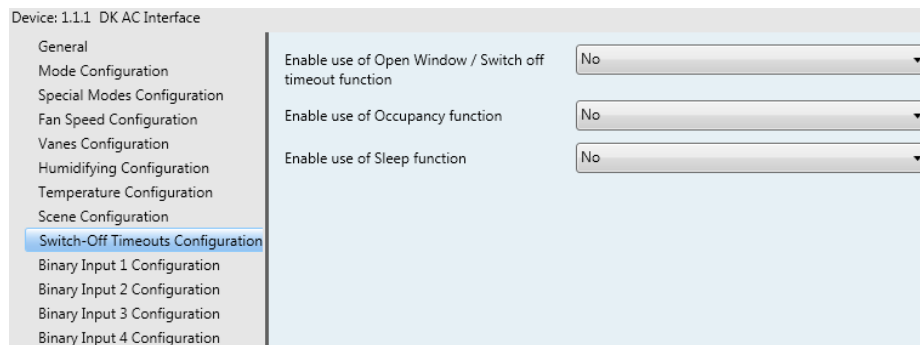 Device: 1.1.1 DK AC Interface
General
Mode Configuration
Special Modes Configuration
Fan Speed Configuration
Vanes Configuration
Humidifying Configuration
Temperature Configuration
Scene Configuration
Switch-Off Timeouts Configuration
Binary Input 1 Configuration
Binary Input 2 Configuration
Binary Input 3 Configuration
Binary Input 4 Configuration
Enable use of Open Window / Switch off
timeout function
No
Enable use of Occupancy function
No
Enable use of Sleep function
No